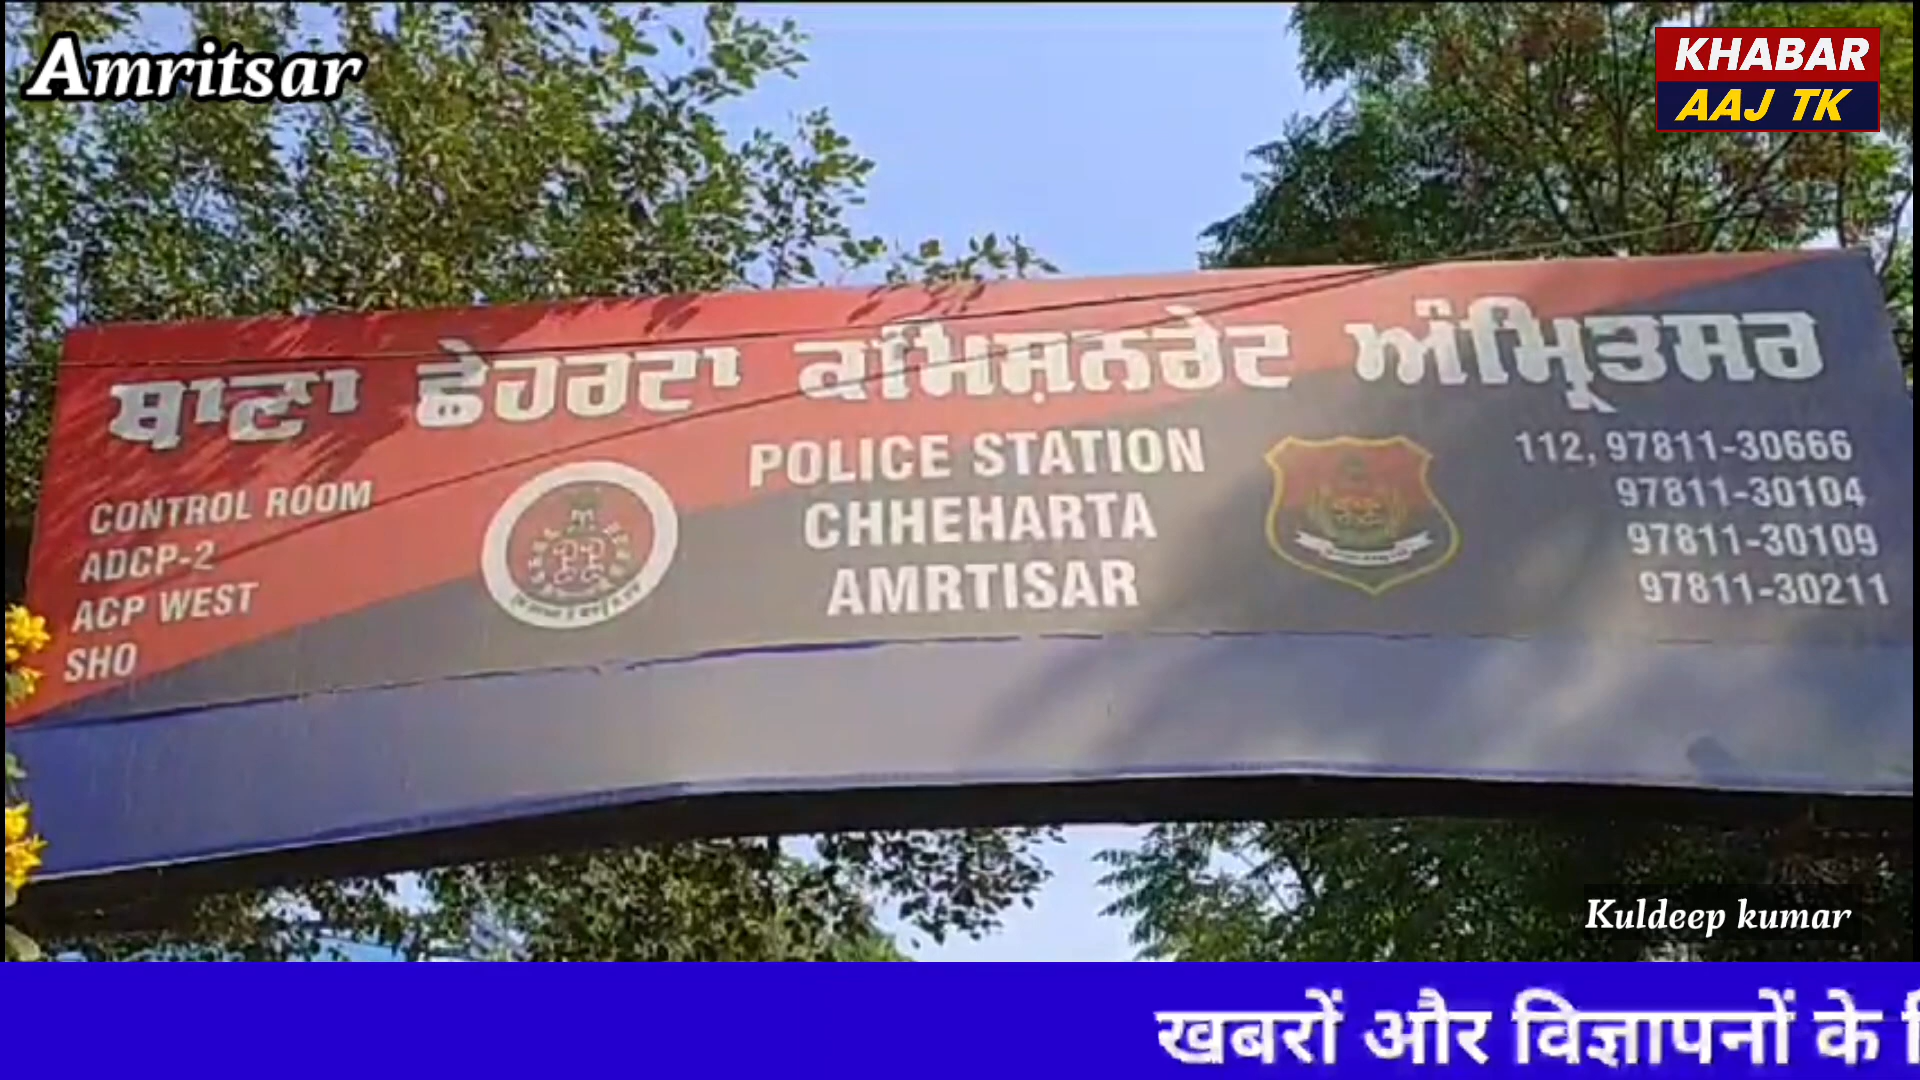 Amritsar
KHABAR
AAJ TK
ਥਾਣਾ ਛੇਹਰਟਾ ਕਮਿਸ਼ਨਰੇਟ ਅੰਮ੍ਰਿਤਸਰ
CONTROL ROOM
ADCP-2
ACP WEST
SHO
POLICE STATION
CHHEHARTA
AMRTISAR
112, 97811-30666
97811-30104
97811-30109
97811-30211
Kuldeep kumar
खबरों और विज्ञापनों के